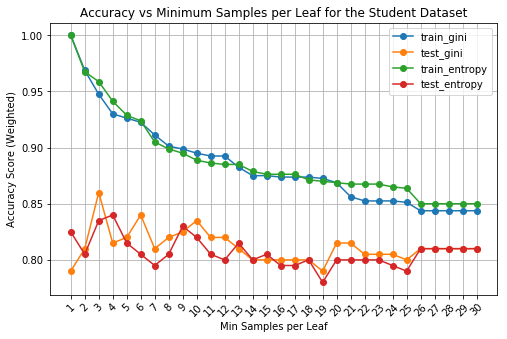 Accuracy vs Minimum Samples per Leaf for the Student Dataset
Accuracy Score (Weighted)
1.00
0.95
0.90
0.85
0.80
train_gini
test_gini
train_entropy
test_entropy
1 2 3 4 5 6 7 8 9 10 11 12 13 14 15 16 17 18 19 20 21 22 23 24 25 26 27 28 29 30
Min Samples per Leaf